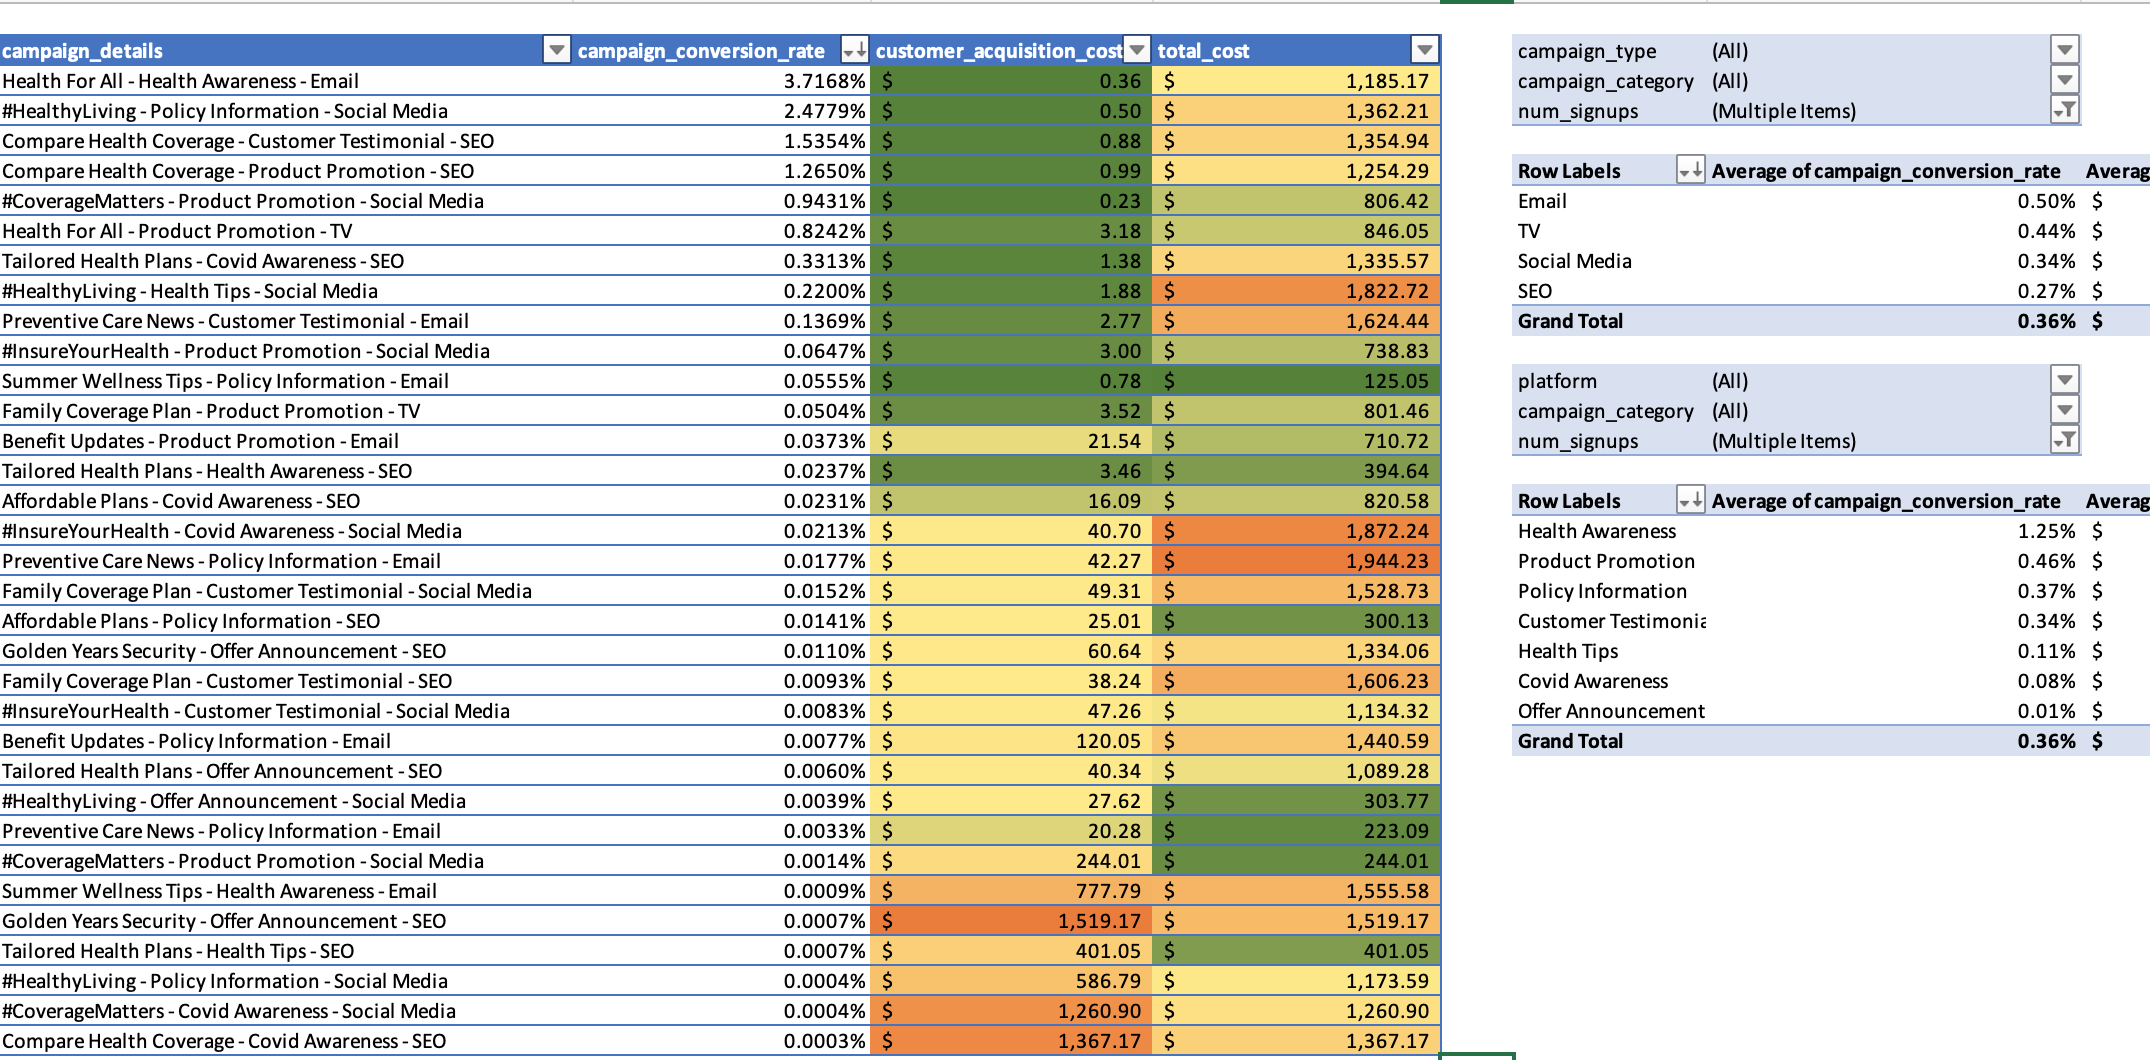 campaign_details campaign_conversion_rate customer_acquisition_cost total_cost
Health For All - Health Awareness - Email 3.7168% $ 0.36 $ 1,185.17
#HealthyLiving - Policy Information - Social Media 2.4779% $ 0.50 $ 1,362.21
Compare Health Coverage - Customer Testimonial - SEO 1.5354% $ 0.88 $ 1,354.94
Compare Health Coverage - Product Promotion - SEO 1.2650% $ 0.99 $ 1,254.29
#CoverageMatters - Product Promotion - Social Media 0.9431% $ 0.23 $ 806.42
Health For All - Product Promotion - TV 0.8242% $ 3.18 $ 846.05
Tailored Health Plans - Covid Awareness - SEO 0.3313% $ 1.38 $ 1,335.57
#HealthyLiving - Health Tips - Social Media 0.2200% $ 1.88 $ 1,822.72
Preventive Care News - Customer Testimonial - Email 0.1369% $ 2.77 $ 1,624.44
#InsureYourHealth - Product Promotion - Social Media 0.0647% $ 3.00 $ 738.83
Summer Wellness Tips - Policy Information - Email 0.0555% $ 0.78 $ 125.05
Family Coverage Plan - Product Promotion - TV 0.0504% $ 3.52 $ 801.46
Benefit Updates - Product Promotion - Email 0.0373% $ 21.54 $ 710.72
Tailored Health Plans - Health Awareness - SEO 0.0237% $ 3.46 $ 394.64
Affordable Plans - Covid Awareness - SEO 0.0231% $ 16.09 $ 820.58
#InsureYourHealth - Covid Awareness - Social Media 0.0213% $ 40.70 $ 1,872.24
Preventive Care News - Policy Information - Email 0.0177% $ 42.27 $ 1,944.23
Family Coverage Plan - Customer Testimonial - Social Media 0.0152% $ 49.31 $ 1,528.73
Affordable Plans - Policy Information - SEO 0.0141% $ 25.01 $ 300.13
Golden Years Security - Offer Announcement - SEO 0.0110% $ 60.64 $ 1,334.06
Family Coverage Plan - Customer Testimonial - SEO 0.0093% $ 38.24 $ 1,606.23
#InsureYourHealth - Customer Testimonial - Social Media 0.0083% $ 47.26 $ 1,134.32
Benefit Updates - Policy Information - Email 0.0077% $ 120.05 $ 1,440.59
Tailored Health Plans - Offer Announcement - SEO 0.0060% $ 40.34 $ 1,089.28
#HealthyLiving - Offer Announcement - Social Media 0.0039% $ 27.62 $ 303.77
Preventive Care News - Policy Information - Email 0.0033% $ 20.28 $ 223.09
#CoverageMatters - Product Promotion - Social Media 0.0014% $ 244.01 $ 244.01
Summer Wellness Tips - Health Awareness - Email 0.0009% $ 777.79 $ 1,555.58
Golden Years Security - Offer Announcement - SEO 0.0007% $ 1,519.17 $ 1,519.17
Tailored Health Plans - Health Tips - SEO 0.0007% $ 401.05 $ 401.05
#HealthyLiving - Policy Information - Social Media 0.0004% $ 586.79 $ 1,173.59
#CoverageMatters - Covid Awareness - Social Media 0.0004% $ 1,260.90 $ 1,260.90
Compare Health Coverage - Covid Awareness - SEO 0.0003% $ 1,367.17 $ 1,367.17
campaign_type (All)
campaign_category (All)
num_signups (Multiple Items)
Row Labels Average of campaign_conversion_rate Averag
Email 0.50% $
TV 0.44% $
Social Media 0.34% $
SEO 0.27% $
Grand Total 0.36% $
platform (All)
campaign_category (All)
num_signups (Multiple Items)
Row Labels Average of campaign_conversion_rate Averag
Health Awareness 1.25% $
Product Promotion 0.46% $
Policy Information 0.37% $
Customer Testimonia 0.34% $
Health Tips 0.11% $
Covid Awareness 0.08% $
Offer Announcement 0.01% $
Grand Total 0.36% $